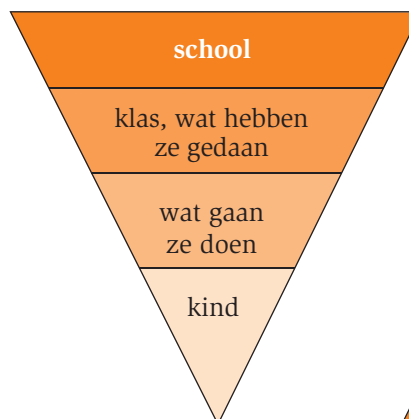 school
klas, wat hebben
ze gedaan
wat gaan
ze doen
kind